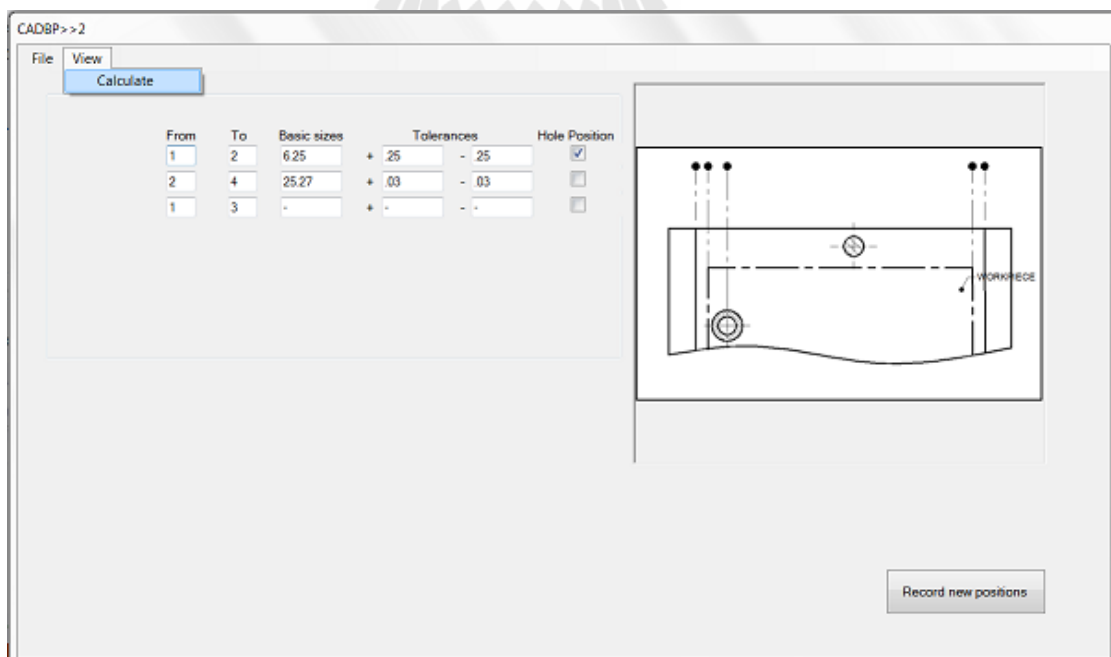 CADBP>>2
File View
Calculate
From To Basic sizes Tolerances Hole Position
1 2 6.25 + .25 - .25
2 4 25.27 + .03 - .03
1 3 - + - - -
WORKPIECE
Record new positions